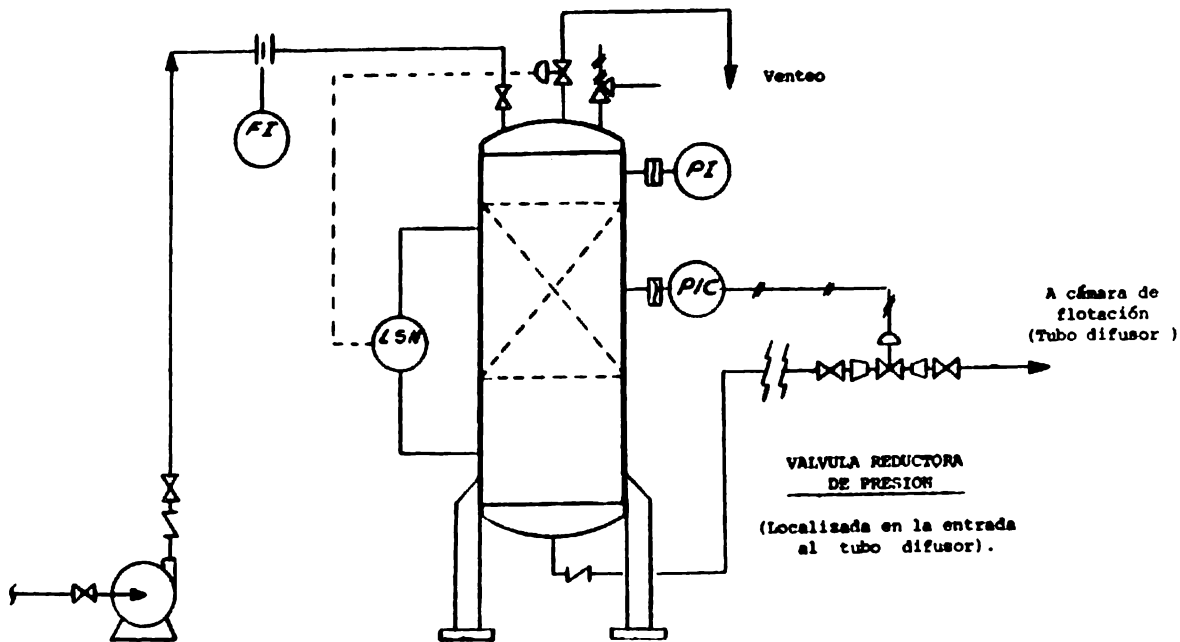 Venteo
FI
PI
PIC
LSH
A cámara de
flotación
(Tubo difusor )
VALVULA REDUCTORA
DE PRESION
(Localizada en la entrada
al tubo difusor).